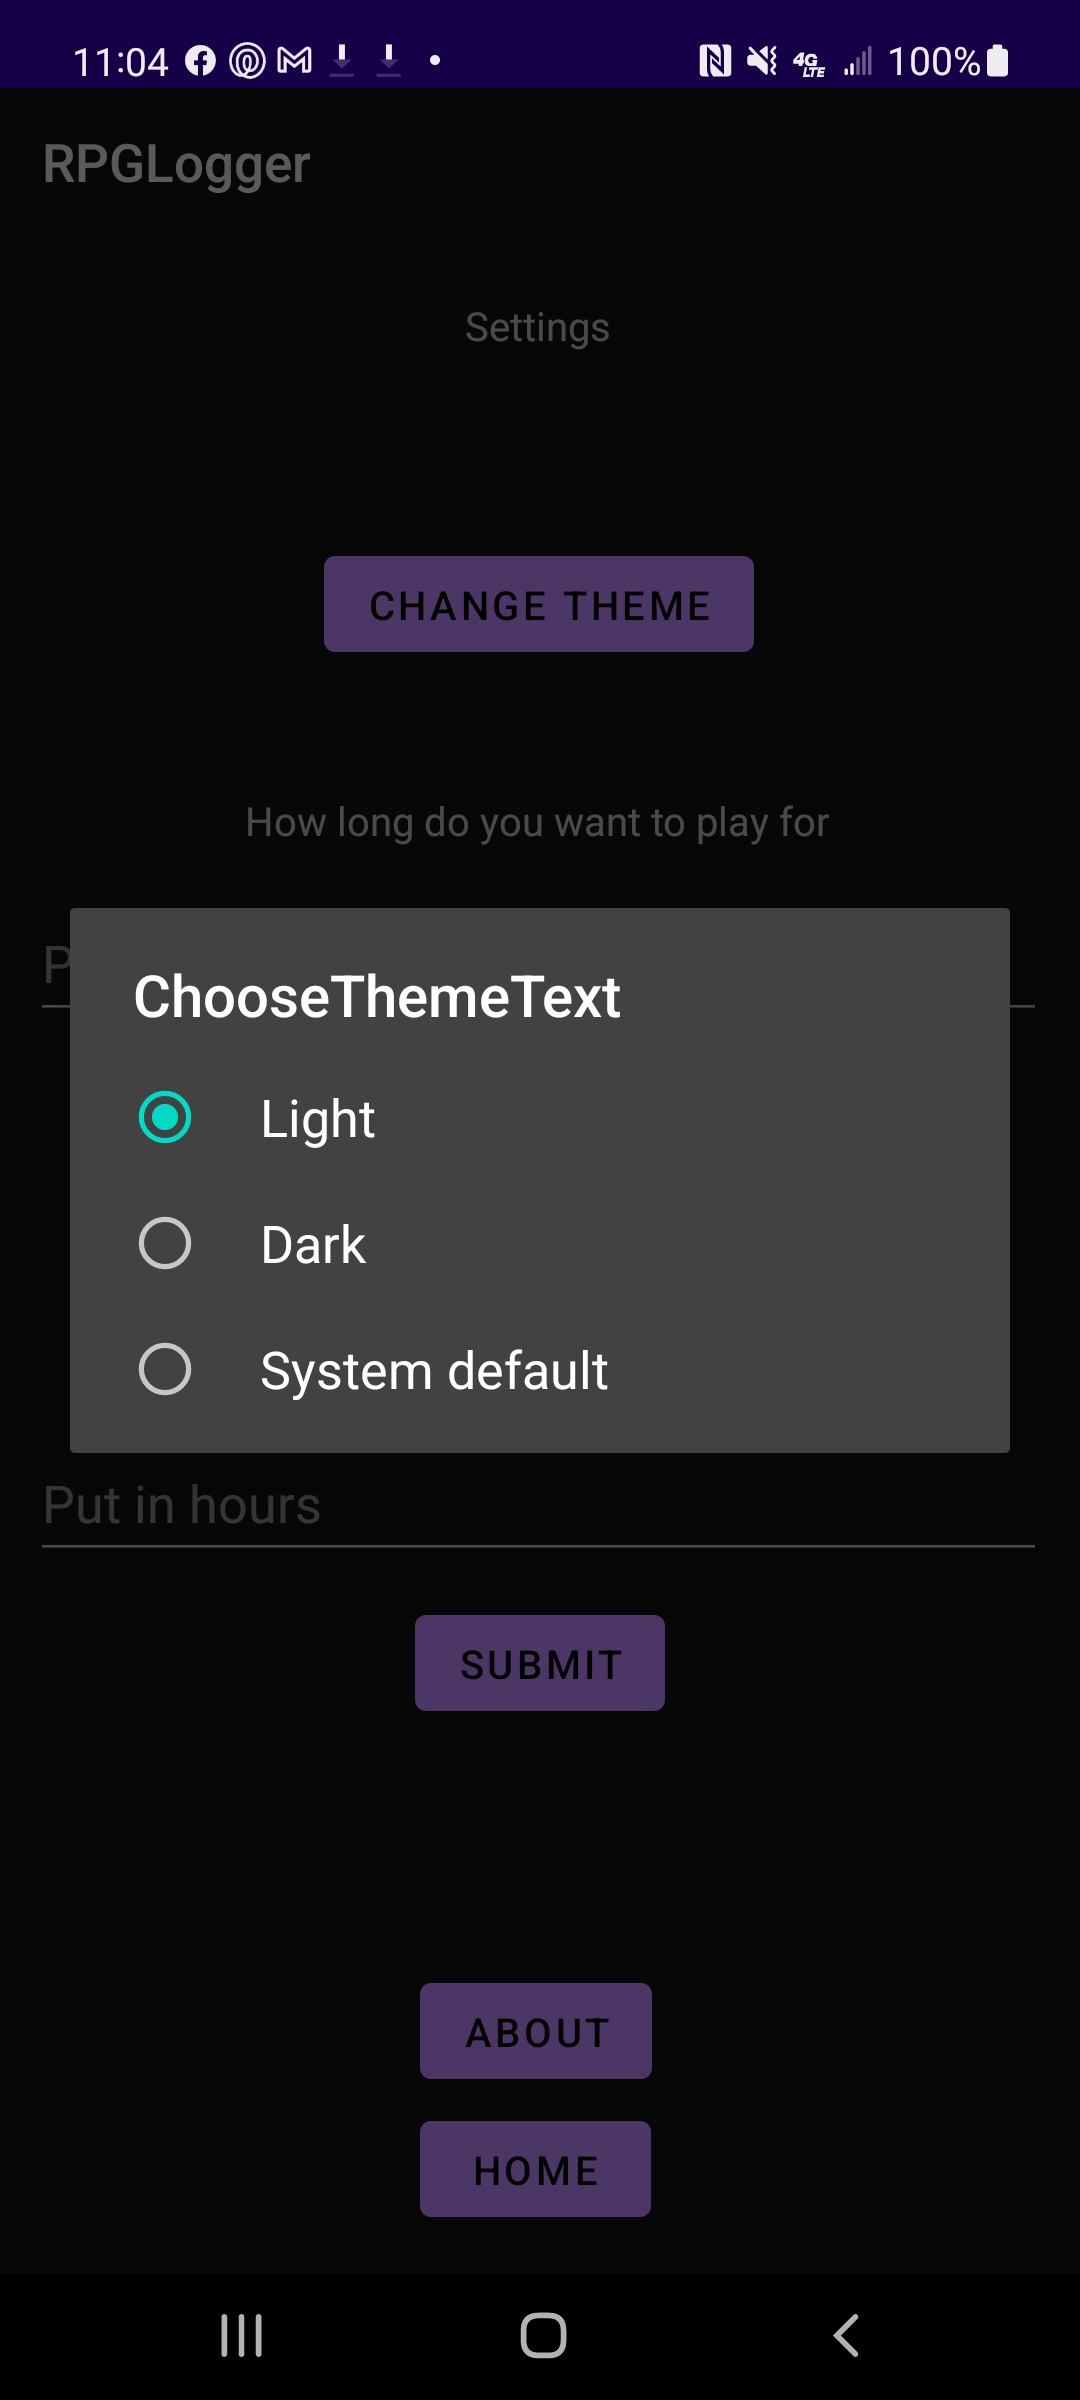 11:04 4G LTE 100%
RPGLogger
Settings
CHANGE THEME
How long do you want to play for
P
ChooseThemeText
Light
Dark
System default
Put in hours
SUBMIT
ABOUT
HOME